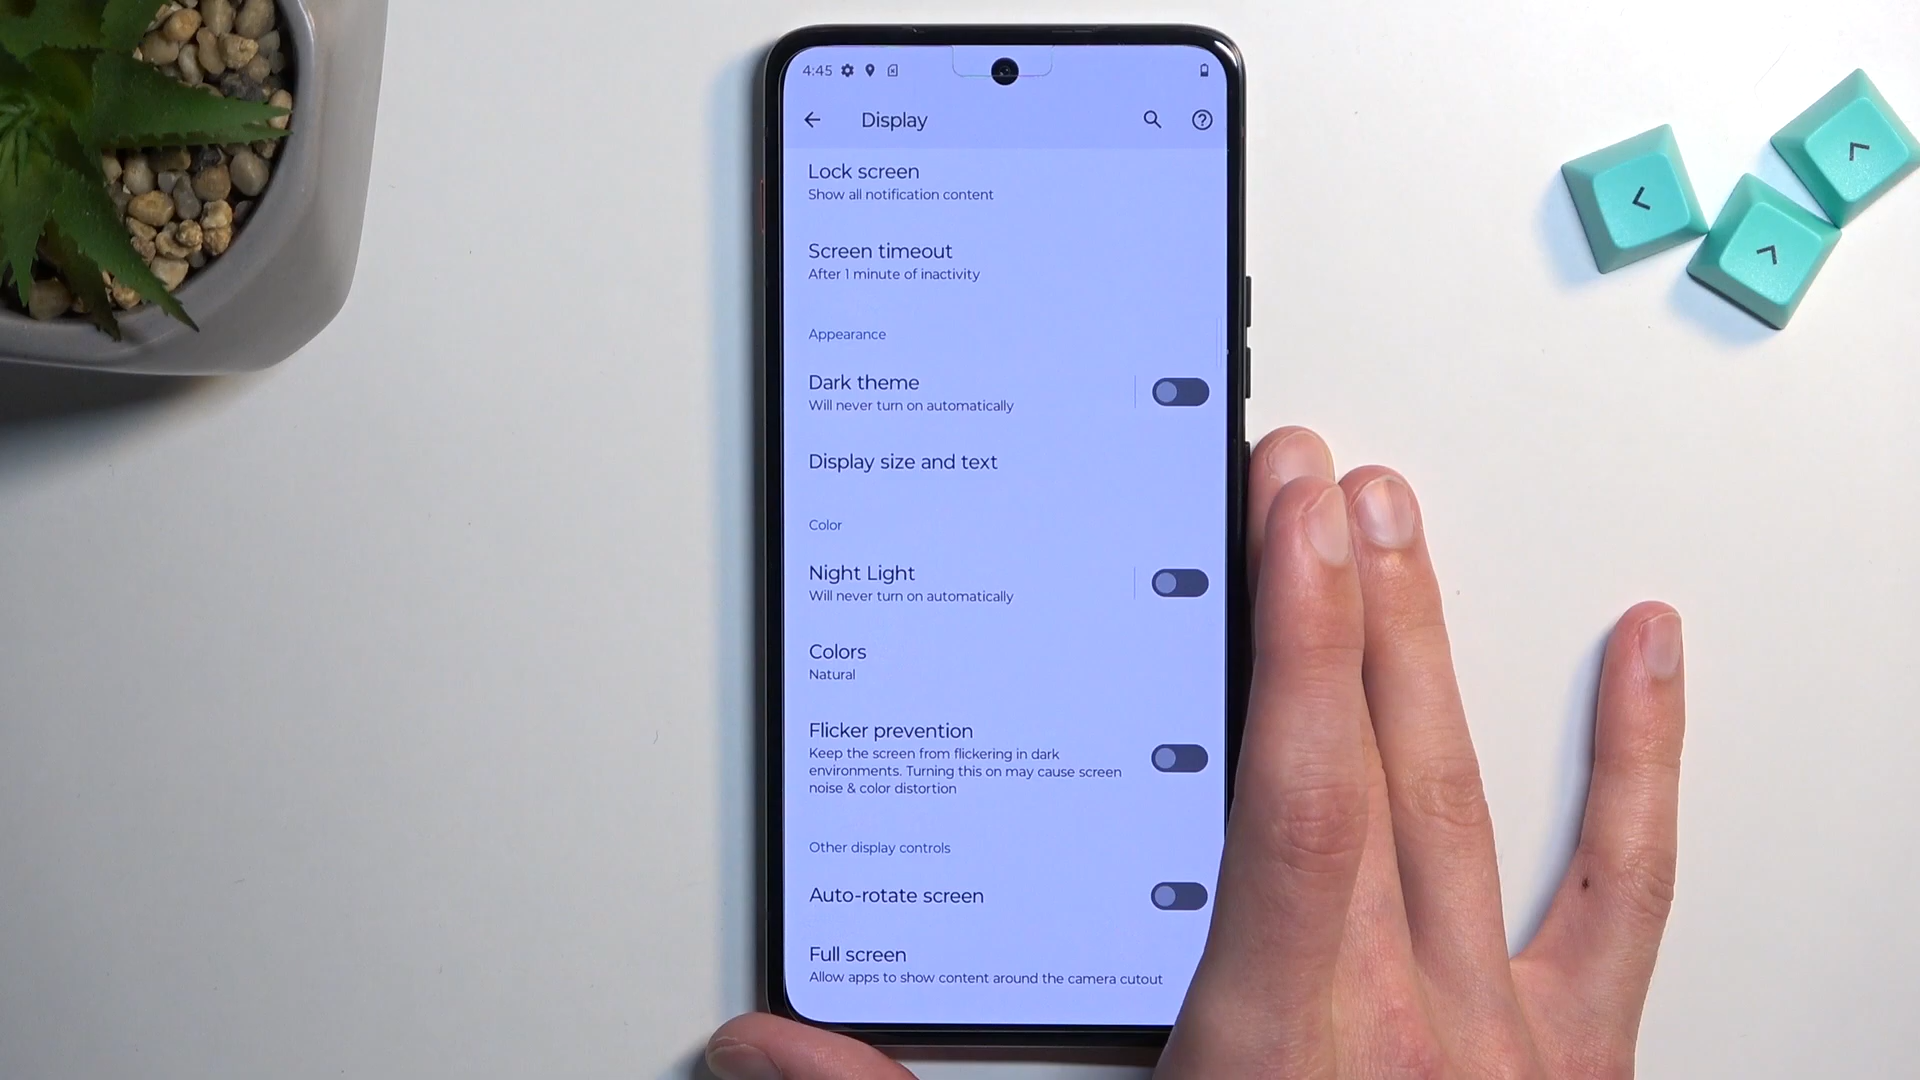 4:45
Display
Lock screen
Show all notification content
Screen timeout
After 1 minute of inactivity
Appearance
Dark theme
Will never turn on automatically
Display size and text
Color
Night Light
Will never turn on automatically
Colors
Natural
Flicker prevention
Keep the screen from flickering in dark
environments. Turning this on may cause screen
noise & color distortion
Other display controls
Auto-rotate screen
Full screen
Allow apps to show content around the camera cutout